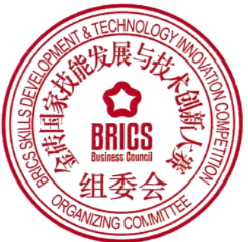 BRICS SKILLS DEVELOPMENT & TECHNOLOGY INNOVATION COMPETITION
金砖国家技能发展与技术创新大赛
BRICS
Business Council
组委会
ORGANIZING COMMITTEE